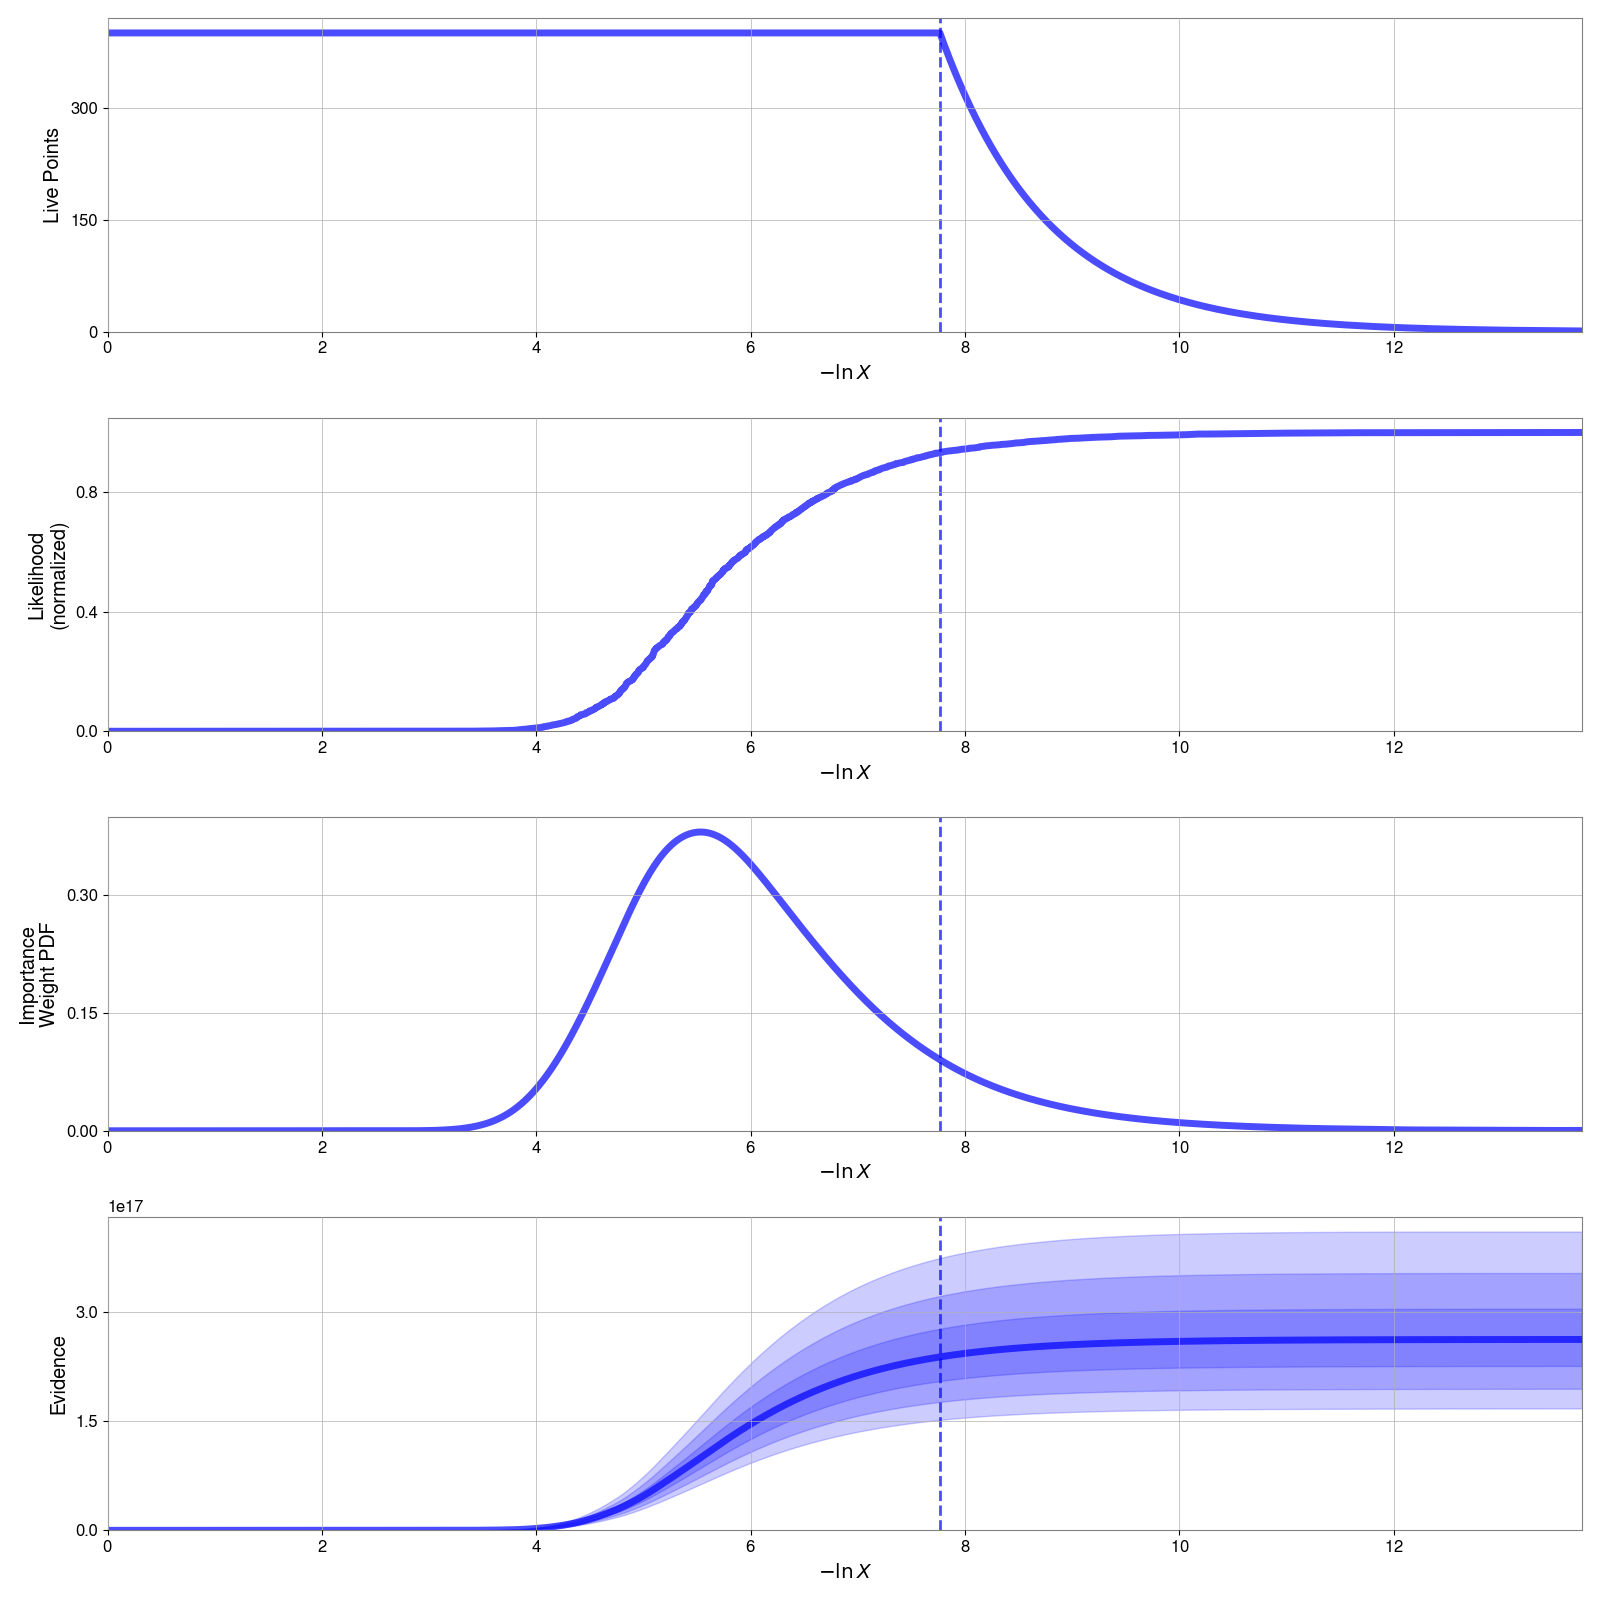 300
150
0
Live Points
0 2 4 6 8 10 12
−ln X
0.8
0.4
0.0
Likelihood
(normalized)
0 2 4 6 8 10 12
−ln X
0.30
0.15
0.00
Importance
Weight PDF
0 2 4 6 8 10 12
−ln X
1e17
3.0
1.5
0.0
Evidence
0 2 4 6 8 10 12
−ln X